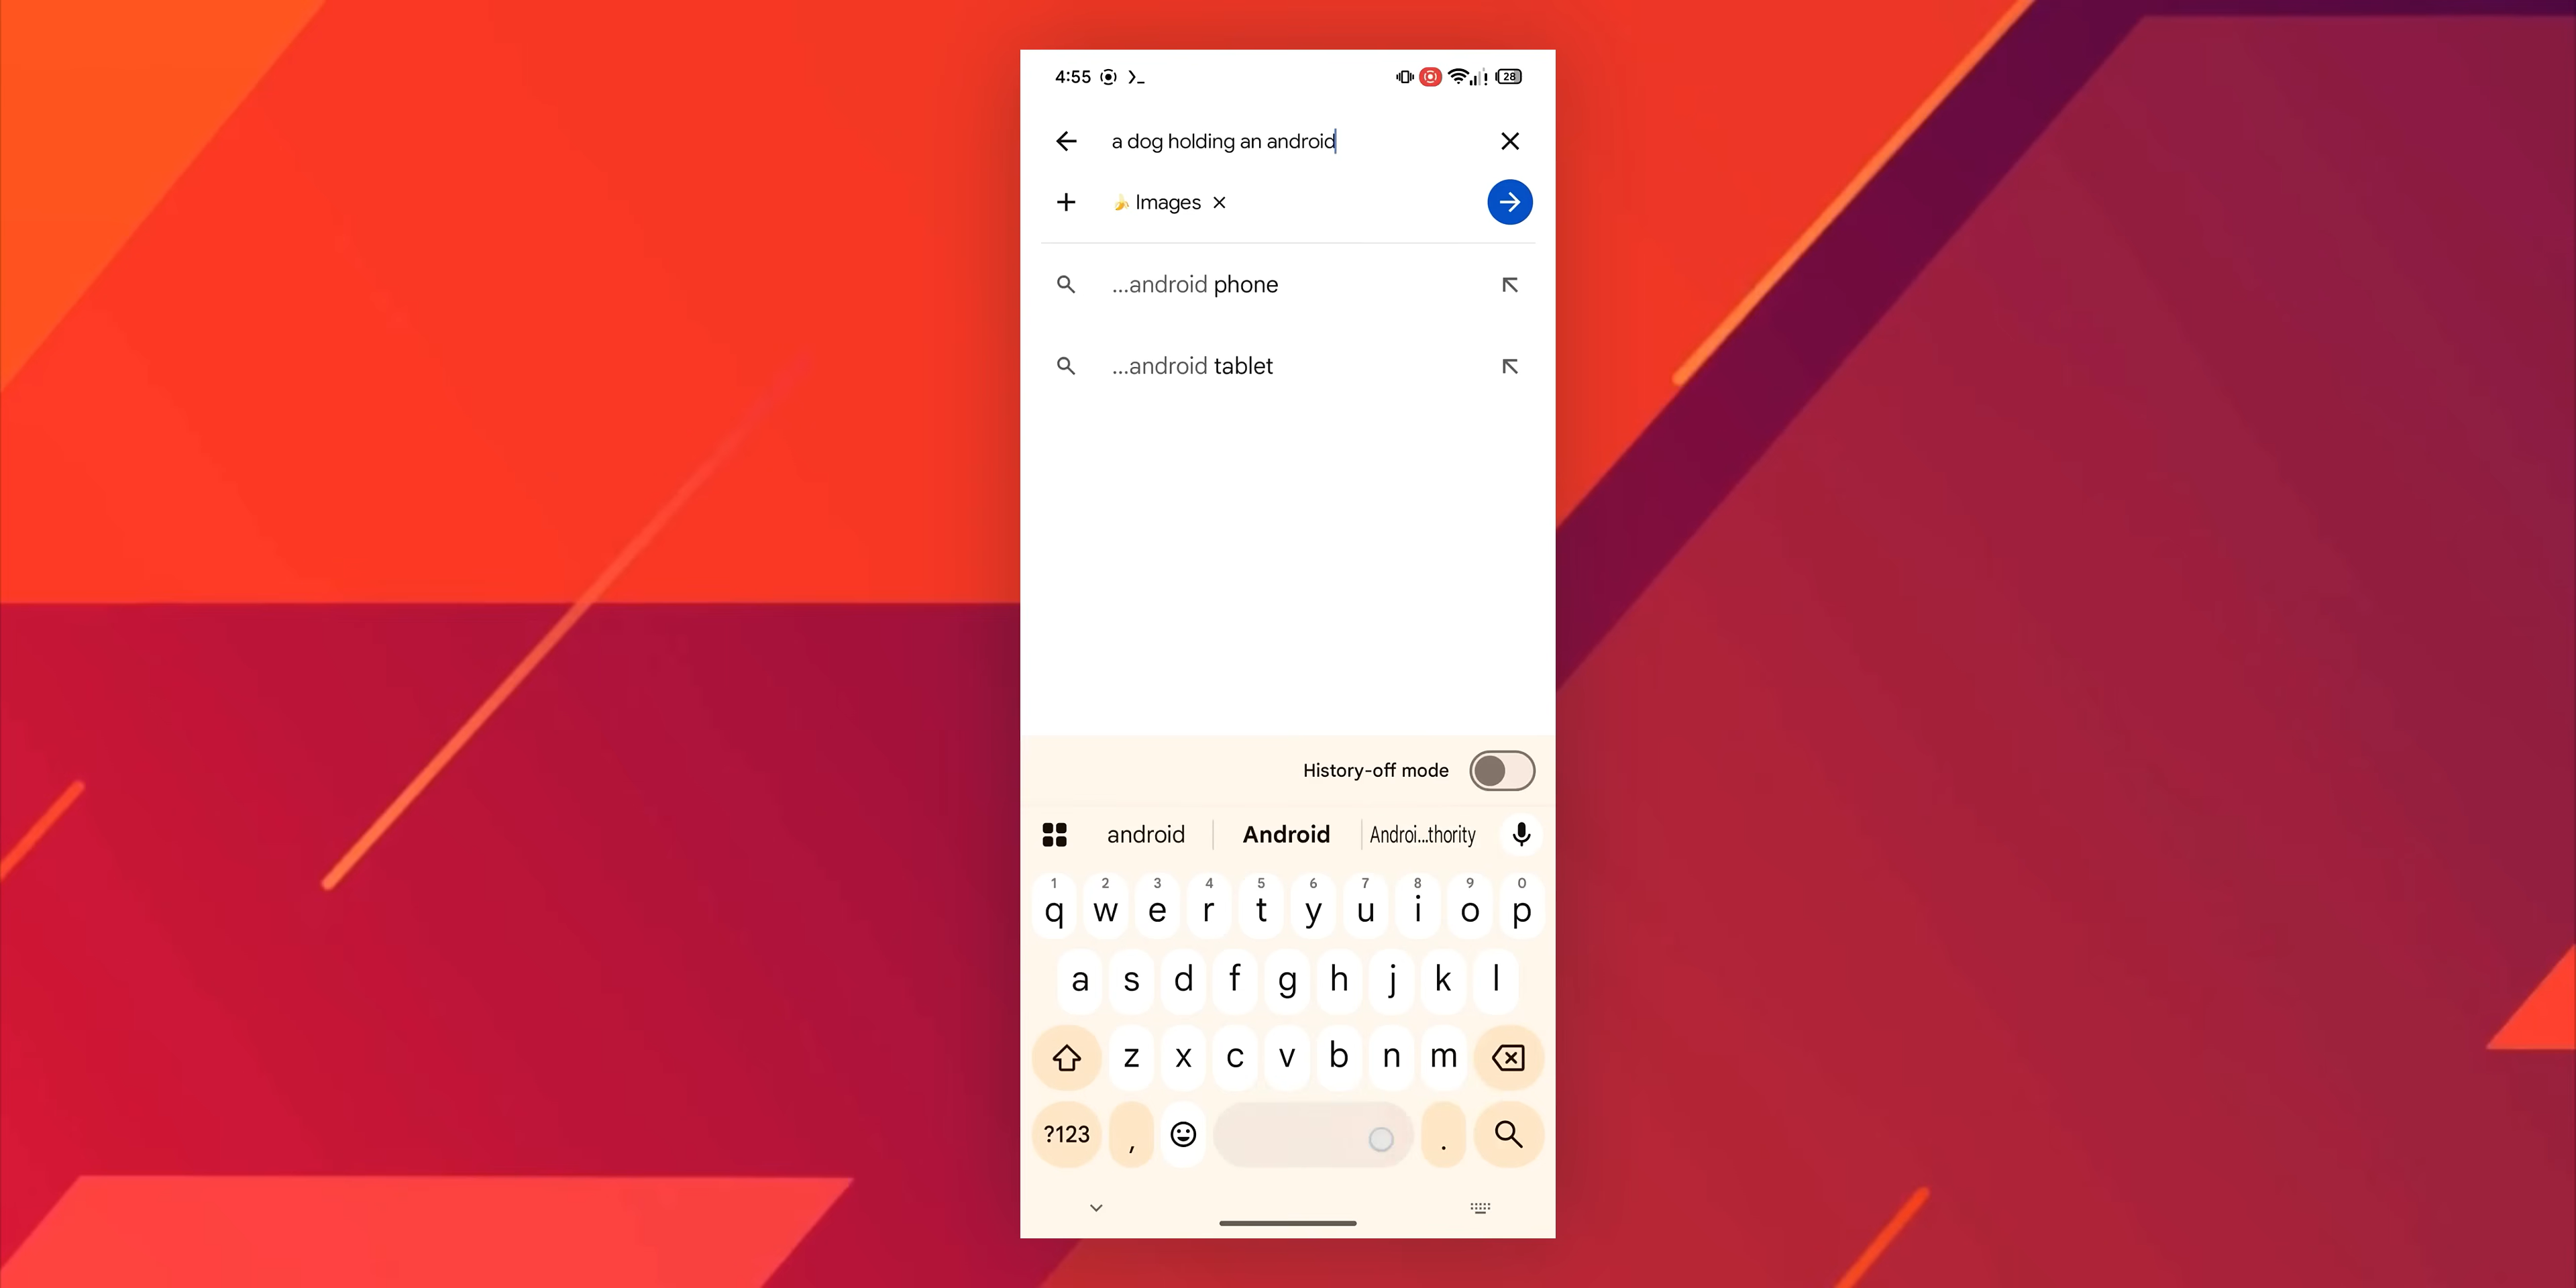 4:55 28
a dog holding an android
🍌 Images
...android phone
...android tablet
History-off mode
android Android Androi...thority
1 2 3 4 5 6 7 8 9 0
q w e r t y u i o p
a s d f g h j k l
z x c v b n m
?123 , .